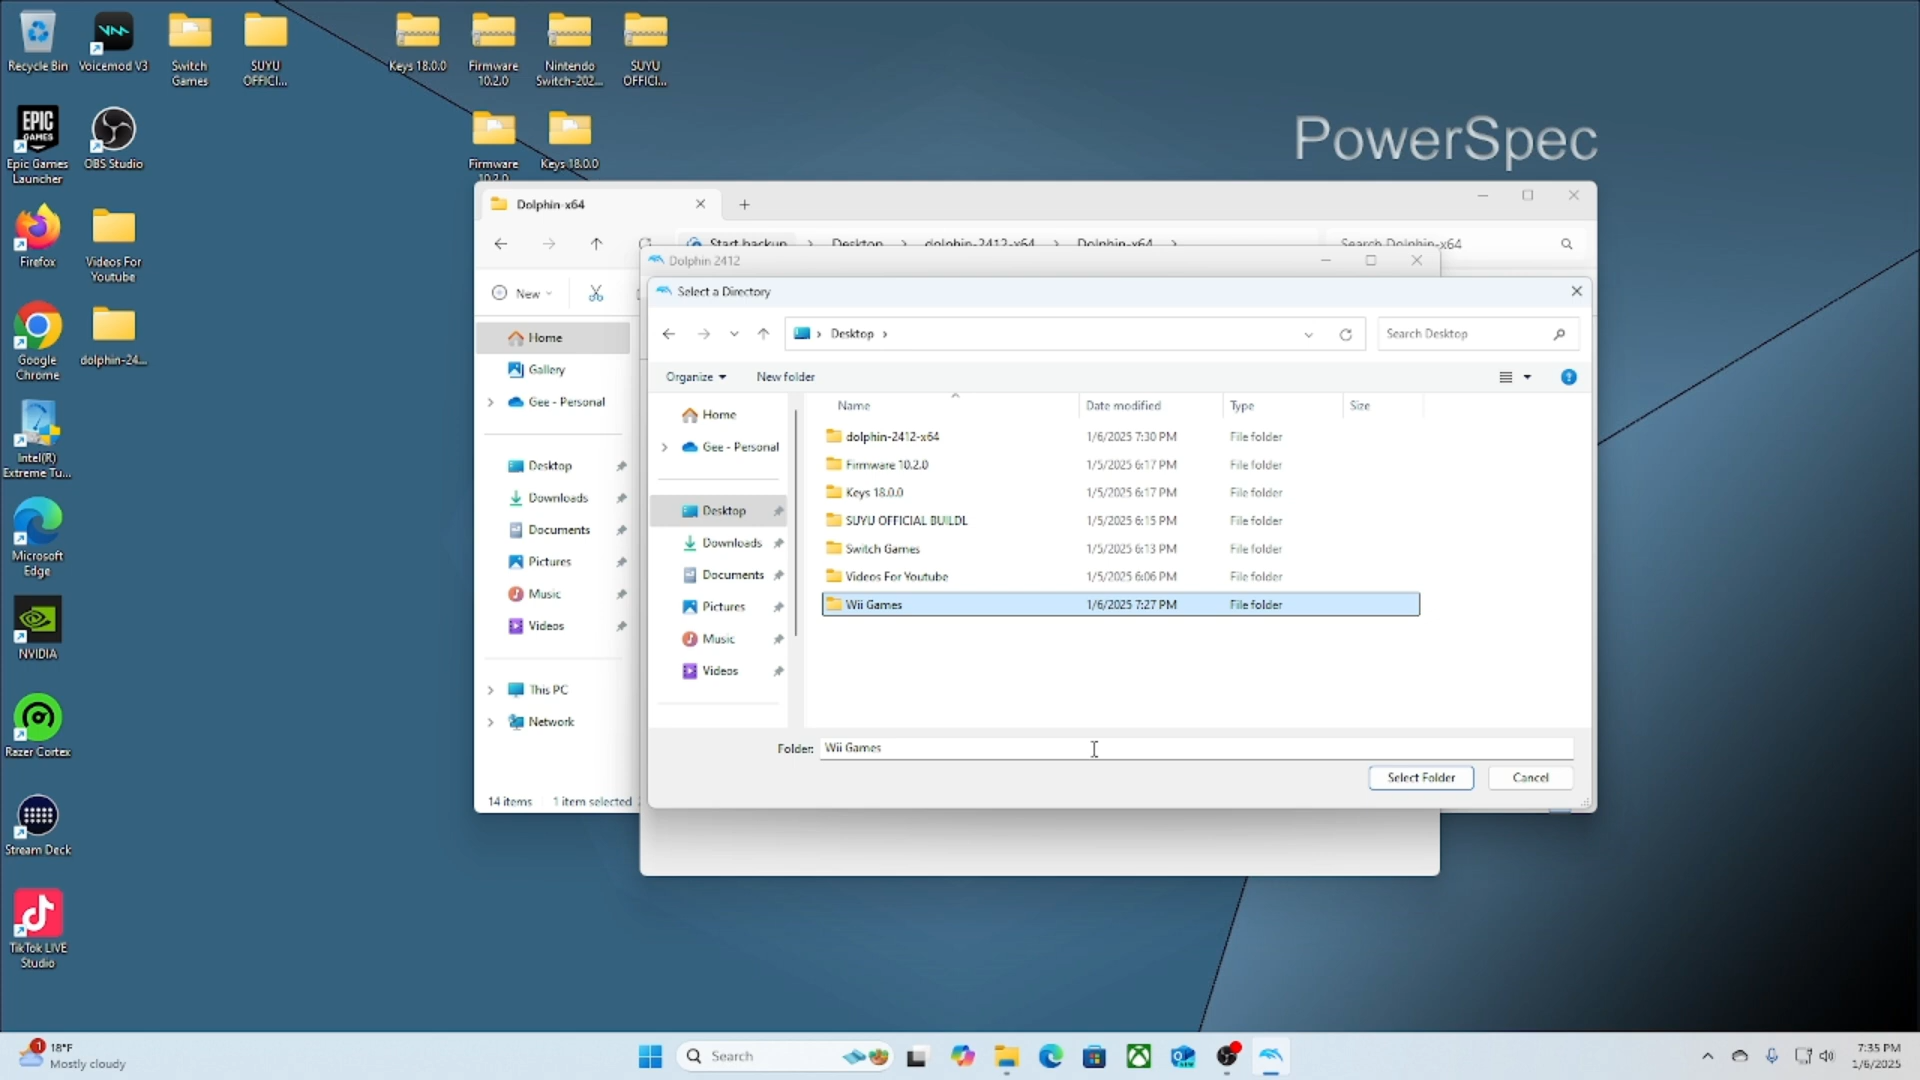 Recycle Bin
Voicemod V3
Switch
Games
SUYU
OFFICI...
Keys 18.0.0
Firmware
10.2.0
Nintendo
Switch-202...
SUYU
OFFICI...
Epic Games
Launcher
OBS Studio
Firmware
10.2.0
Keys 18.0.0
PowerSpec
Firefox
Videos For
Youtube
Google
Chrome
dolphin-24...
Intel(R)
Extreme Tu...
Microsoft
Edge
NVIDIA
Razer Cortex
Stream Deck
TikTok LIVE
Studio
Dolphin-x64
Start backup
Desktop
dolphin-2412-x64
Dolphin-x64
Search Dolphin-x64
New
Home
Gallery
Gee - Personal
Desktop
Downloads
Documents
Pictures
Music
Videos
This PC
Network
14 items 1 item selected
Dolphin 2412
Select a Directory
Desktop
Search Desktop
Organize
New folder
Home
Gee - Personal
Desktop
Downloads
Documents
Pictures
Music
Videos
Name Date modified Type Size
dolphin-2412-x64 1/6/2025 7:30 PM File folder
Firmware 10.2.0 1/5/2025 6:17 PM File folder
Keys 18.0.0 1/5/2025 6:17 PM File folder
SUYU OFFICIAL BUILDL 1/5/2025 6:15 PM File folder
Switch Games 1/5/2025 6:13 PM File folder
Videos For Youtube 1/5/2025 6:06 PM File folder
Wii Games 1/6/2025 7:27 PM File folder
Folder: Wii Games
Select Folder
Cancel
1
18°F
Mostly cloudy
Search
7:35 PM
1/6/2025
EPIC
GAMES